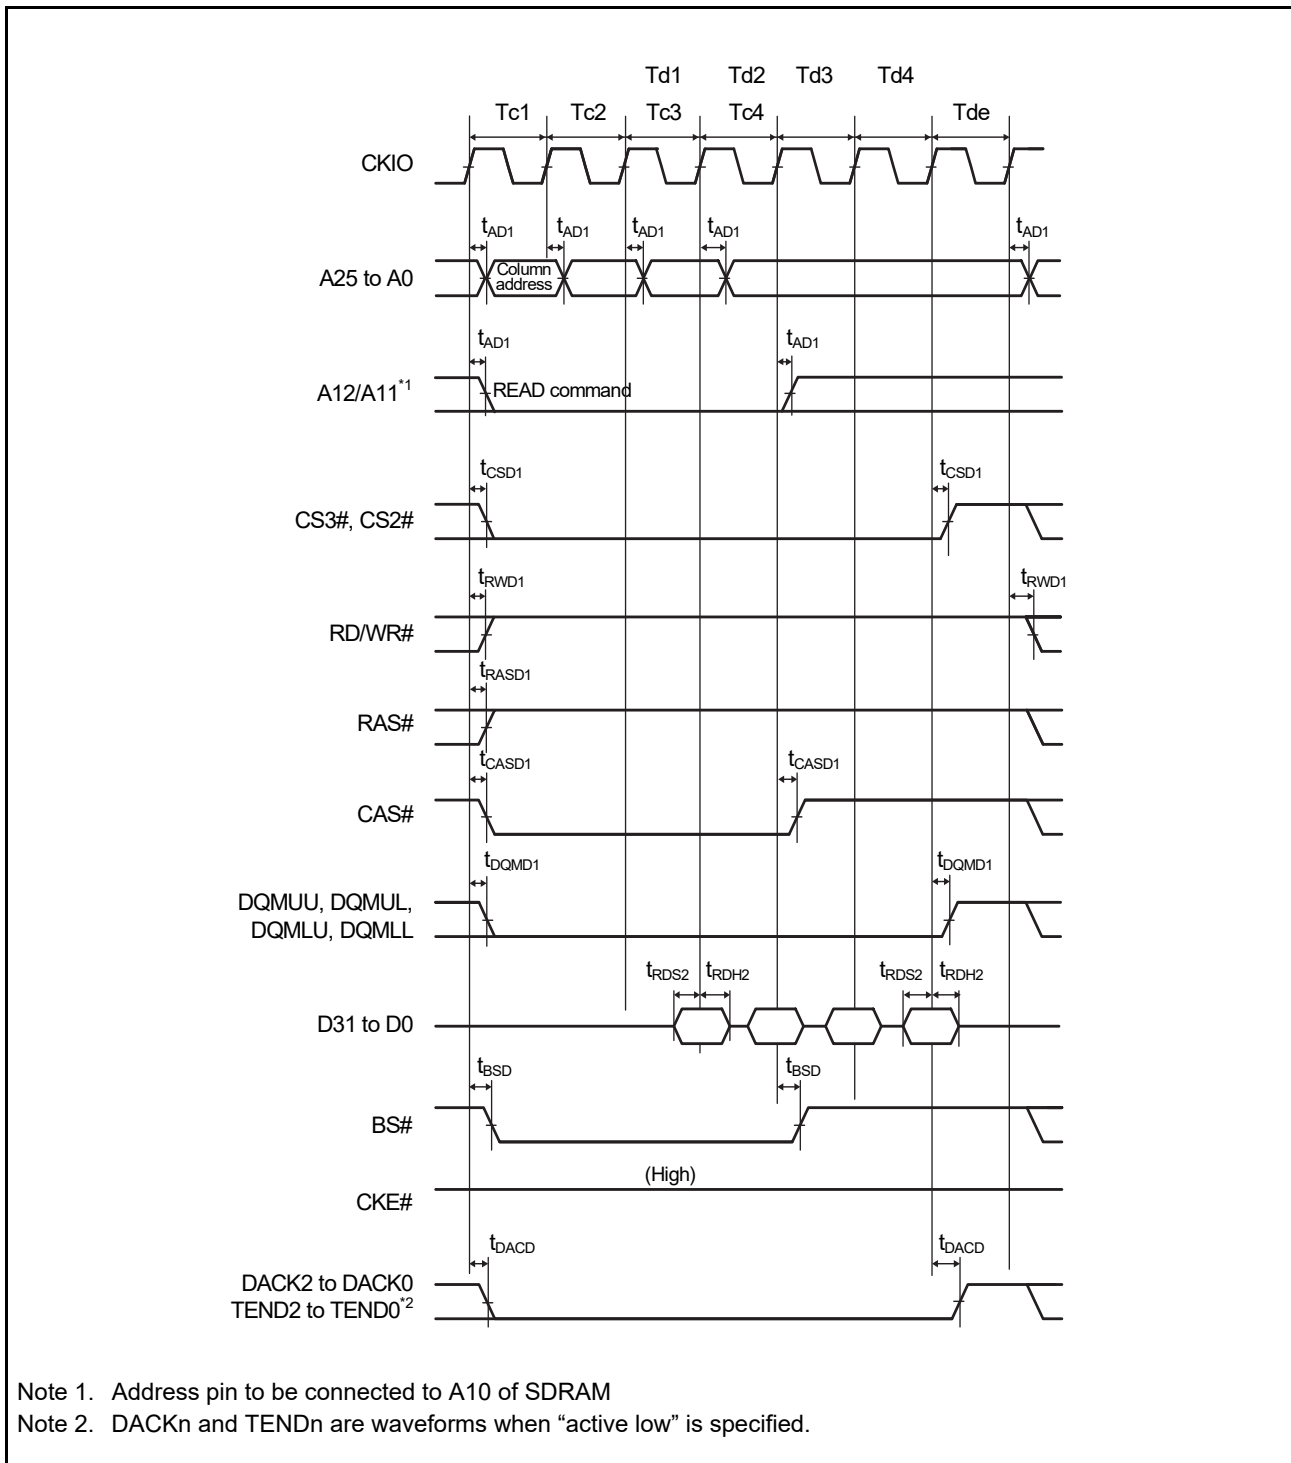 Td1 Td2 Td3 Td4
Tc1 Tc2 Tc3 Tc4 Tde
CKIO
tAD1 tAD1 tAD1 tAD1 tAD1
A25 to A0
Column
address
tAD1 tAD1
A12/A11*1
READ command
tCSD1 tCSD1
CS3#, CS2#
tRWD1 tRWD1
RD/WR#
tRASD1
RAS#
tCASD1 tCASD1
CAS#
tDQMD1 tDQMD1
DQMUU, DQMUL,
DQMLU, DQMLL
tRDS2 tRDH2 tRDS2 tRDH2
D31 to D0
tBSD tBSD
BS#
(High)
CKE#
tDACD tDACD
DACK2 to DACK0
TEND2 to TEND0*2
Note 1. Address pin to be connected to A10 of SDRAM
Note 2. DACKn and TENDn are waveforms when “active low” is specified.